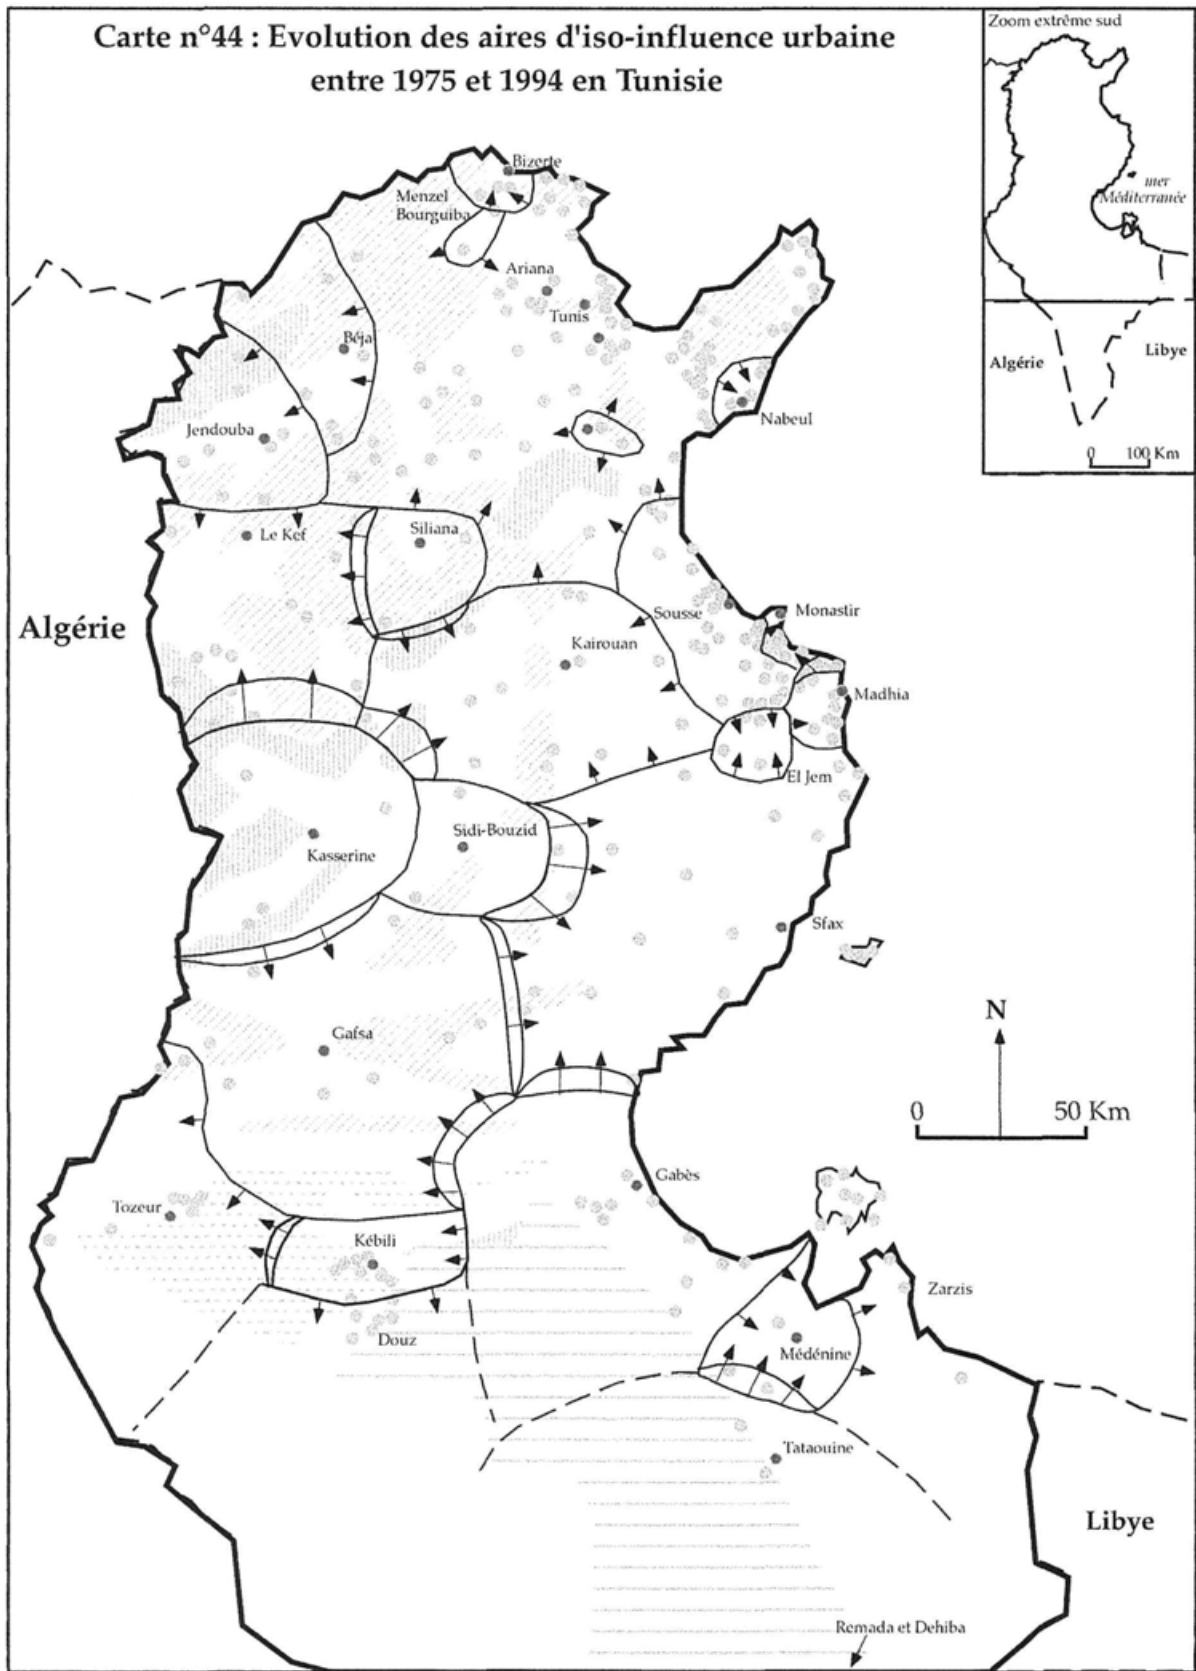 Carte n°44 : Evolution des aires d'iso-influence urbaine
entre 1975 et 1994 en Tunisie
Zoom extrême sud
mer
Méditerranée
Algérie
Libye
0 100 Km
Bizerte
Menzel
Bourguiba
Ariana
Tunis
Béja
Nabeul
Jendouba
Le Kef
Siliana
Algérie
Sousse
Monastir
Kairouan
Madhia
El Jem
Sidi-Bouzid
Kasserine
Sfax
N
Gafsa
0 50 Km
Gabès
Tozeur
Kébili
Zarzis
Douz
Médénine
Tataouine
Libye
Remada et Dehiba